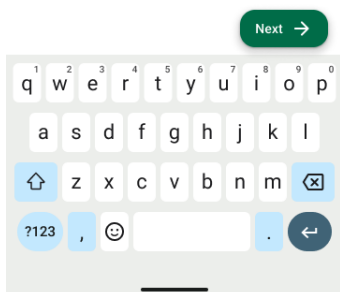 Next
1 2 3 4 5 6 7 8 9 0
q w e r t y u i o p
a s d f g h j k l
z x c v b n m
?123 , .